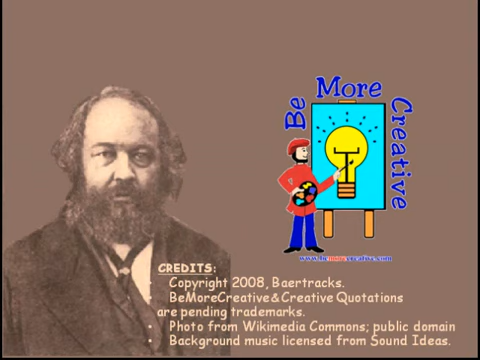 Be More Creative
www.bemorecreative.com
CREDITS:
• Copyright 2008, Baertracks.
• BeMoreCreative & Creative Quotations
are pending trademarks.
• Photo from Wikimedia Commons; public domain
• Background music licensed from Sound Ideas.